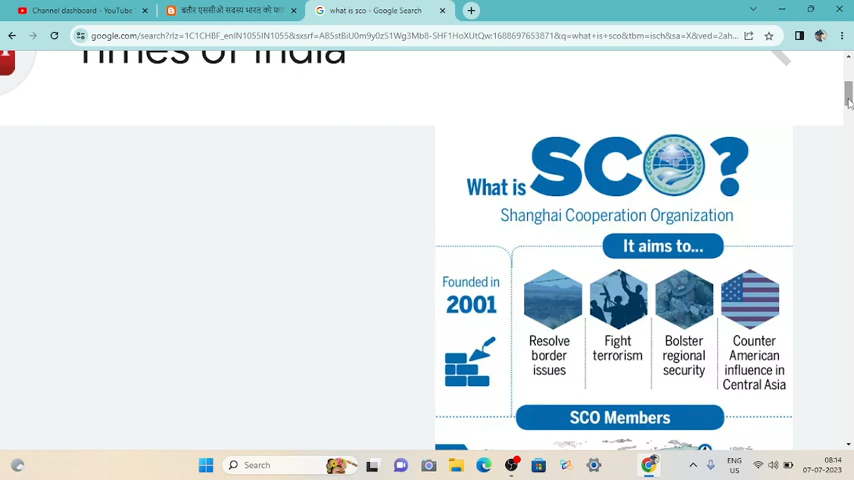 Channel dashboard - YouTube
बतौर एससीओ सदस्य भारत को
what is sco - Google Search
google.com/search?rlz=1C1CHBF_enIN1055IN1055&sxsrf=
&q=what+is+sco&tbm=isch&sa=X&ved=2ah...
Times of India
What is SCO?
Shanghai Cooperation Organization
It aims to...
Founded in
2001
Resolve
border
issues
Fight
terrorism
Bolster
regional
security
Counter
American
influence in
Central Asia
SCO Members
Search
ENG
US
08:14
07-07-2023